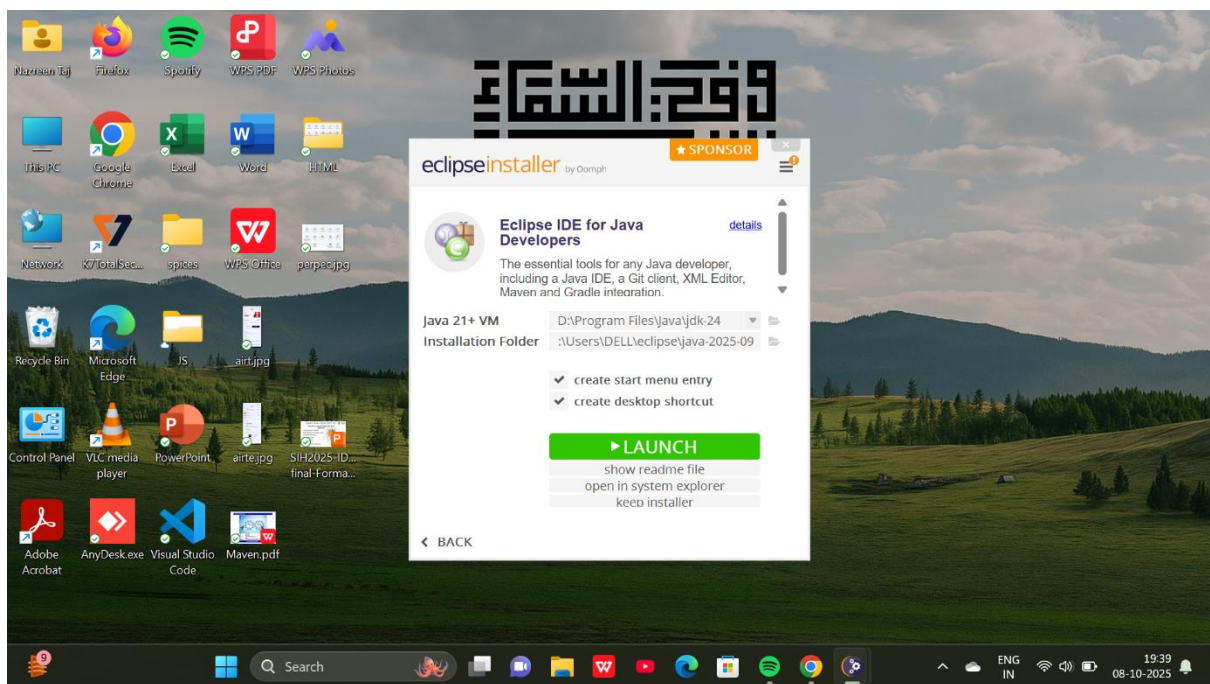 Nazreen Taj
Firefox
Spotify
WPS PDF
WPS Photos
This PC
Google Chrome
Excel
Word
HTML
Network
K7TotalSec...
spices
WPS Office
perpec.jpg
Recycle Bin
Microsoft Edge
JS
airt.jpg
Control Panel
VLC media player
PowerPoint
airte.jpg
SIH2025-ID... final-Forma...
Adobe Acrobat
AnyDesk.exe
Visual Studio Code
Maven.pdf
وفي السماء
★ SPONSOR
eclipseinstaller by Oomph
Eclipse IDE for Java Developers
details
The essential tools for any Java developer,
including a Java IDE, a Git client, XML Editor,
Maven and Gradle integration.
Java 21+ VM
D:\Program Files\Java\jdk-24
Installation Folder
:\Users\DELL\eclipse\java-2025-09
create start menu entry
create desktop shortcut
LAUNCH
show readme file
open in system explorer
keep installer
BACK
9
Search
ENG
IN
19:39
08-10-2025